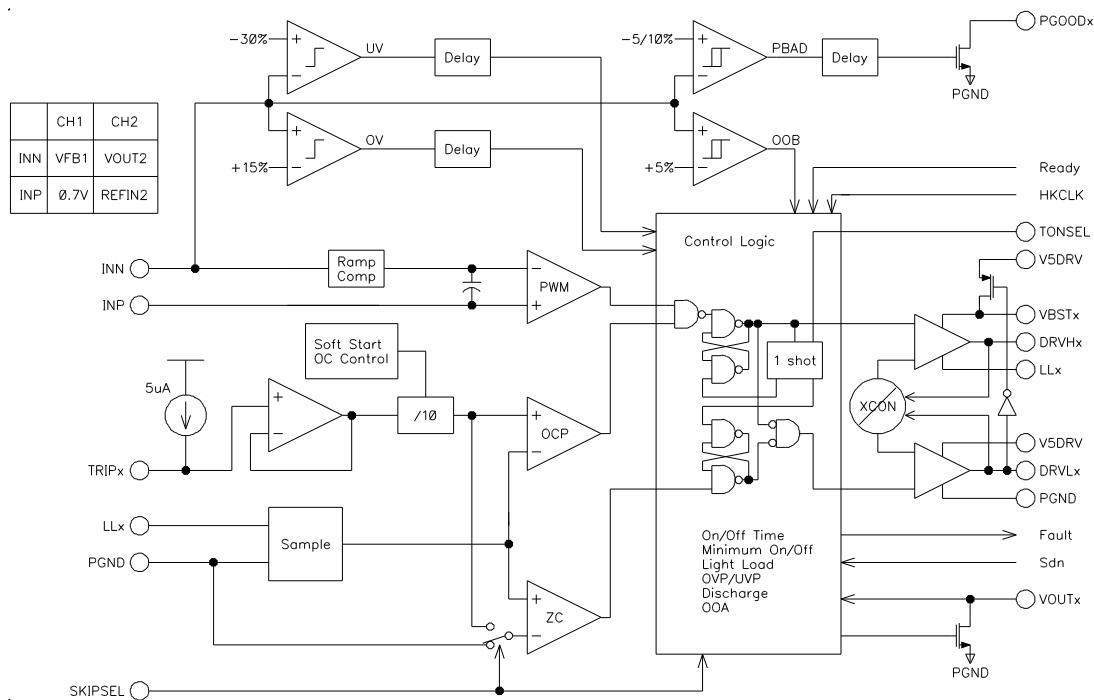 PGOODx
-30%
UV
Delay
-5/10%
PBAD
Delay
PGND
CH1 CH2
INN VFB1 VOUT2
INP 0.7V REFIN2
OV
Delay
+15%
OOB
+5%
Ready
HKCLK
Control Logic
TONSEL
INN
Ramp
Comp
PWM
V5DRV
INP
VBSTx
Soft Start
OC Control
1 shot
DRVHx
LLx
5uA
/10
XCON
OCP
V5DRV
TRIPx
DRVLx
PGND
LLx
Sample
On/Off Time
Minimum On/Off
Light Load
OVP/UVP
Discharge
OOA
Fault
PGND
Sdn
ZC
VOUTx
PGND
SKIPSEL